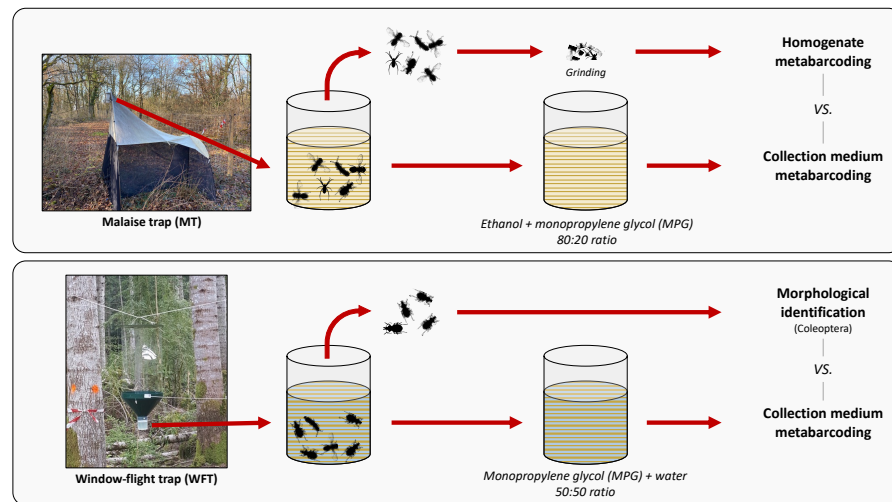 Malaise trap (MT)
Grinding
Homogenate
metabarcoding
VS.
Collection medium
metabarcoding
Ethanol + monopropylene glycol (MPG)
80:20 ratio
Window-flight trap (WFT)
Morphological
identification
(Coleoptera)
VS.
Collection medium
metabarcoding
Monopropylene glycol (MPG) + water
50:50 ratio